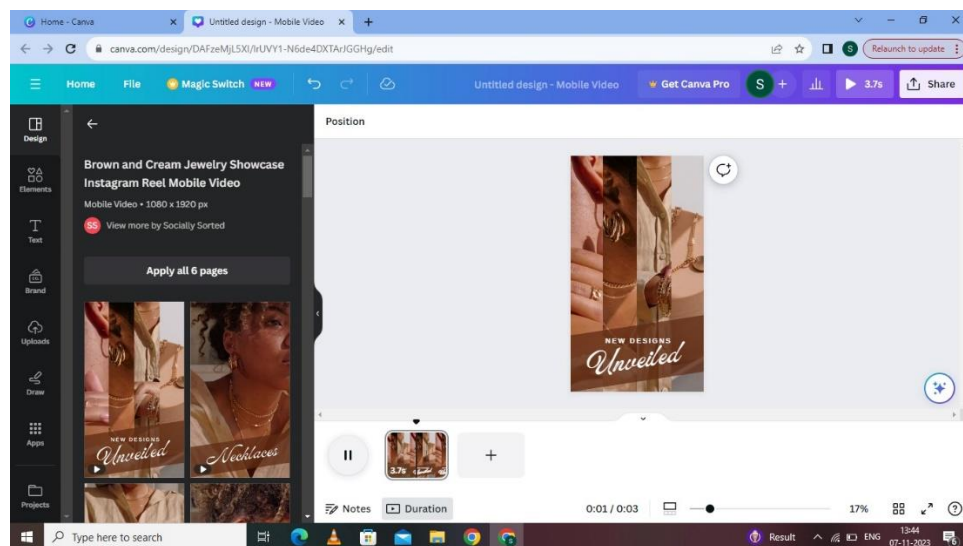 Home - Canva
Untitled design - Mobile Video
canva.com/design/DAFzeMjL5XI/lrUVY1-N6de4DXTArJGGHg/edit
S
Relaunch to update
Home
File
Magic Switch
NEW
Untitled design - Mobile Video
Get Canva Pro
S
3.7s
Share
Design
Elements
Text
Brand
Uploads
Draw
Apps
Projects
Brown and Cream Jewelry Showcase
Instagram Reel Mobile Video
Mobile Video • 1080 x 1920 px
SS
View more by Socially Sorted
Apply all 6 pages
NEW DESIGNS
Unveiled
Necklaces
Position
NEW DESIGNS
Unveiled
3.7s
Notes
Duration
0:01 / 0:03
17%
Type here to search
Result
ENG
13:44
07-11-2023